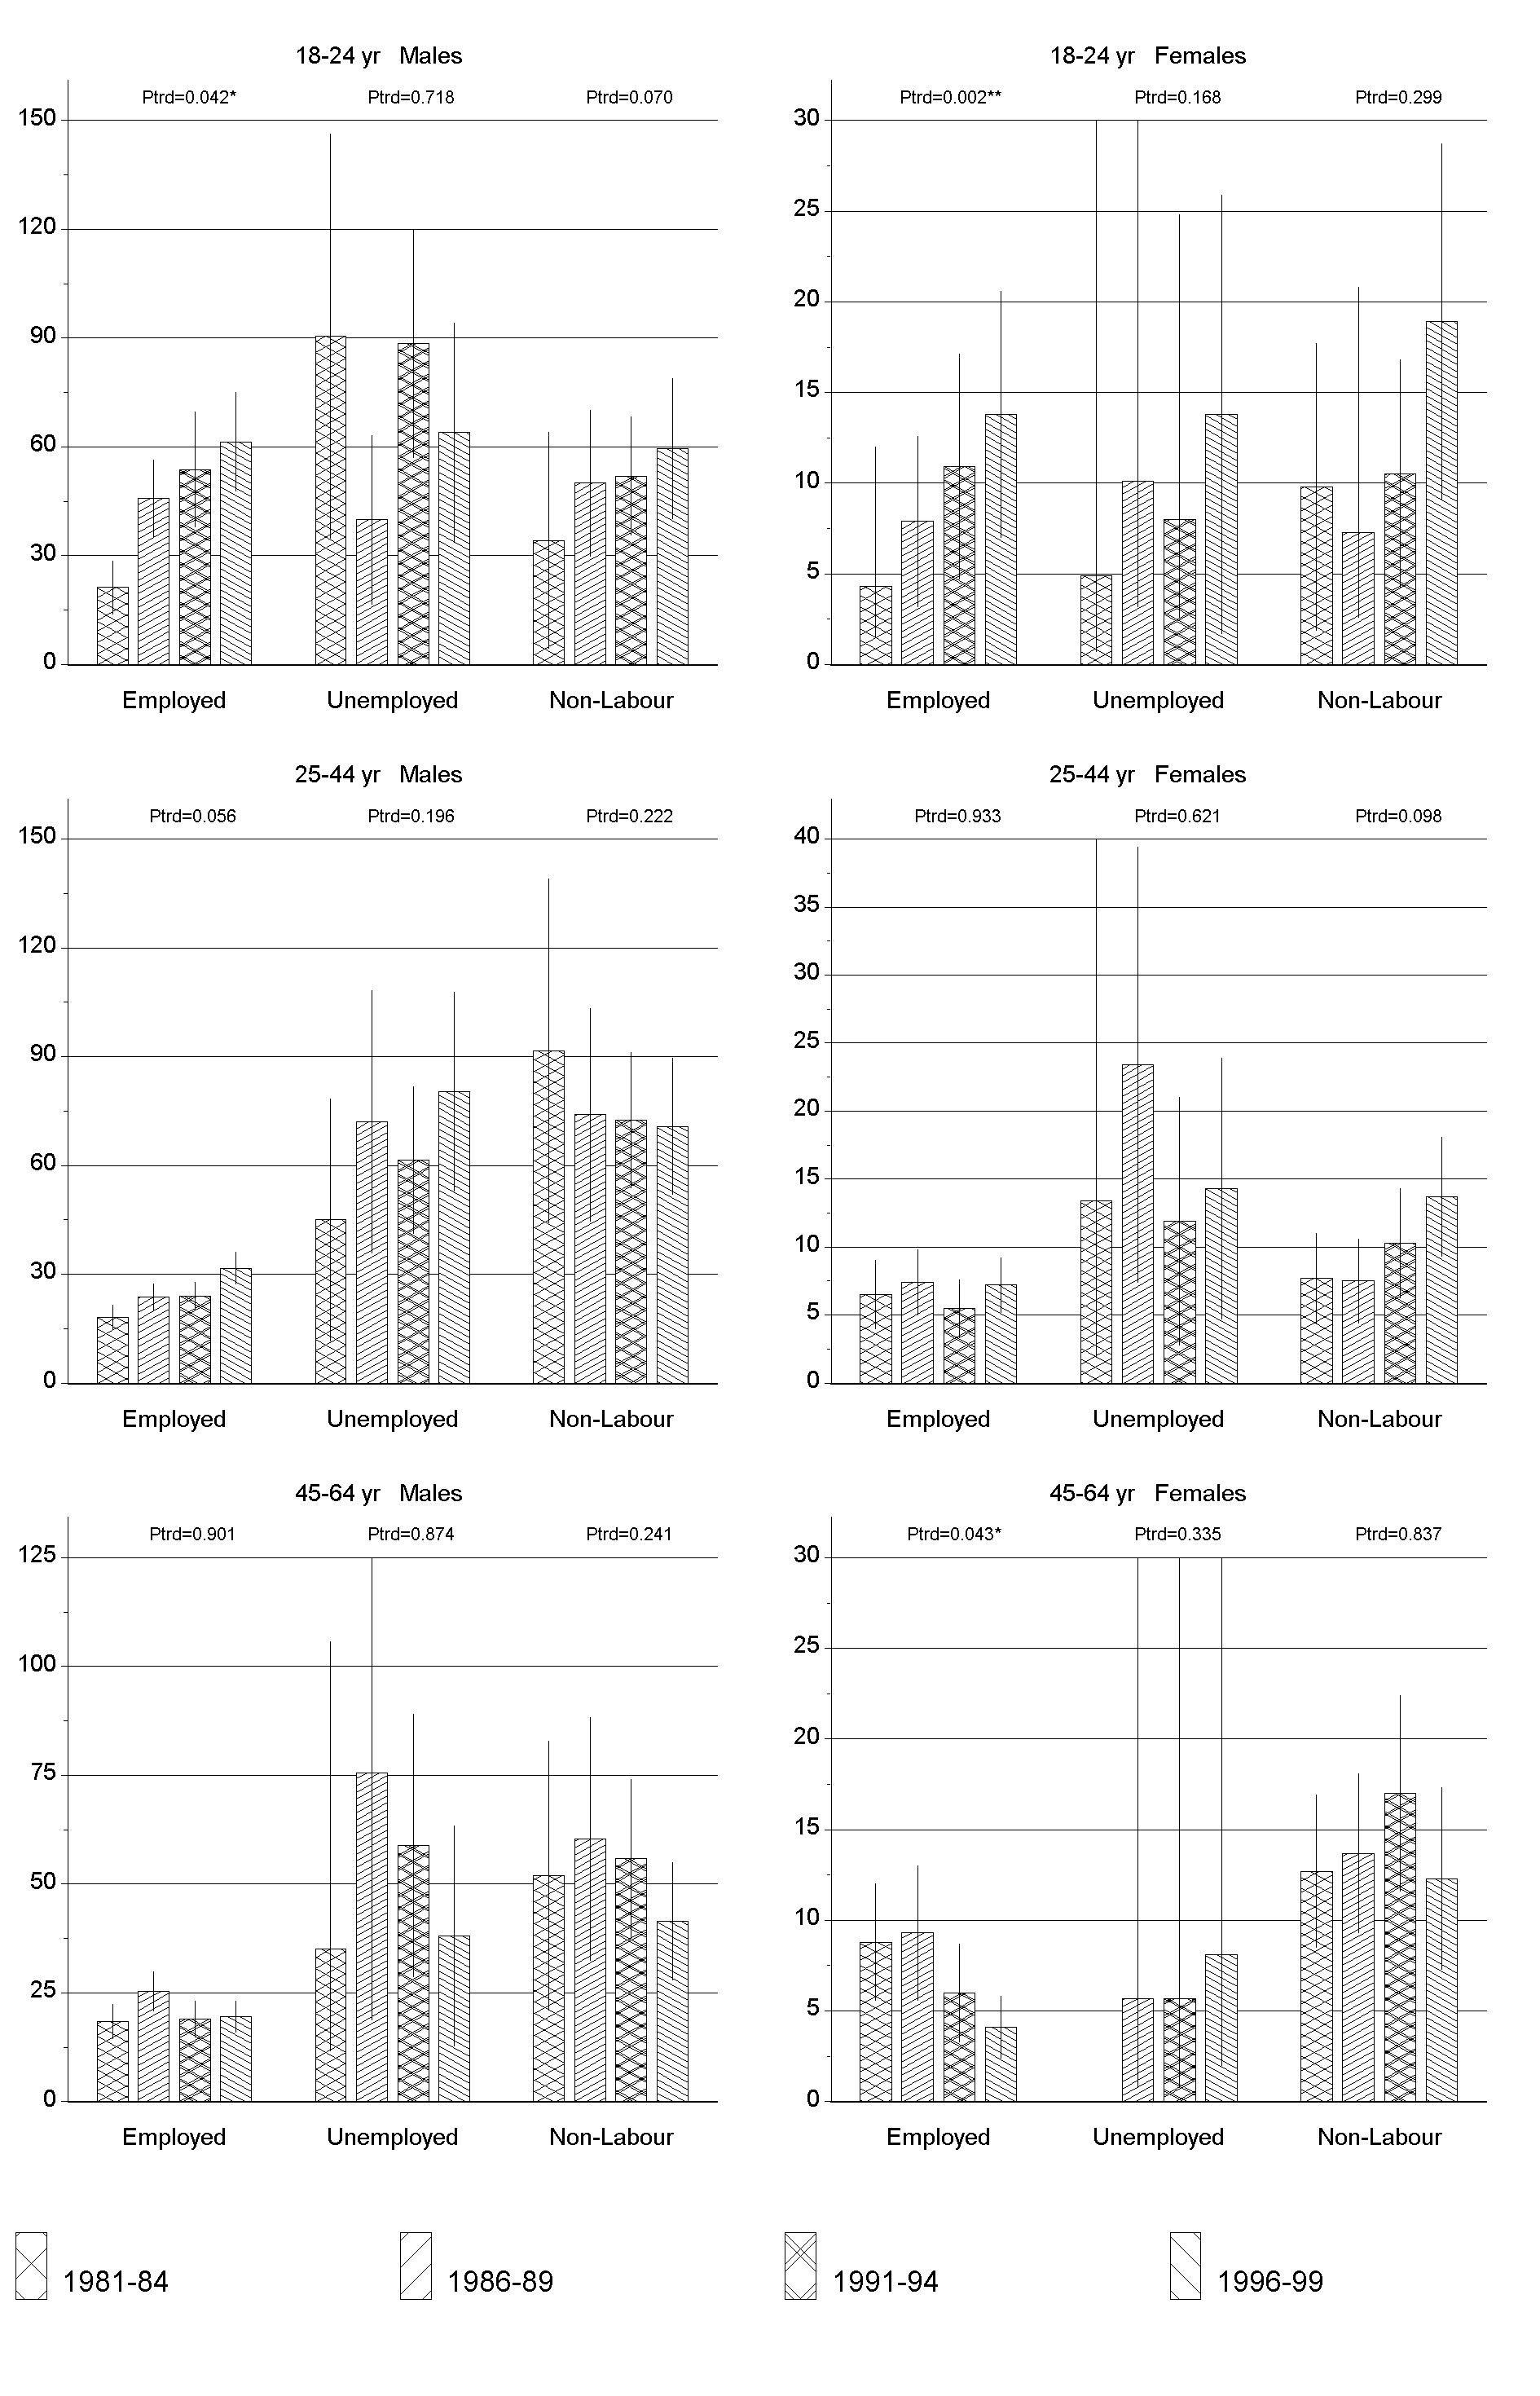 18-24 yr Males
Ptrd=0.042* Ptrd=0.718 Ptrd=0.070
150
120
90
60
30
0
Employed Unemployed Non-Labour
18-24 yr Females
Ptrd=0.002** Ptrd=0.168 Ptrd=0.299
30
25
20
15
10
5
0
Employed Unemployed Non-Labour
25-44 yr Males
Ptrd=0.056 Ptrd=0.196 Ptrd=0.222
150
120
90
60
30
0
Employed Unemployed Non-Labour
25-44 yr Females
Ptrd=0.933 Ptrd=0.621 Ptrd=0.098
40
35
30
25
20
15
10
5
0
Employed Unemployed Non-Labour
45-64 yr Males
Ptrd=0.901 Ptrd=0.874 Ptrd=0.241
125
100
75
50
25
0
Employed Unemployed Non-Labour
45-64 yr Females
Ptrd=0.043* Ptrd=0.335 Ptrd=0.837
30
25
20
15
10
5
0
Employed Unemployed Non-Labour
1981-84 1986-89 1991-94 1996-99